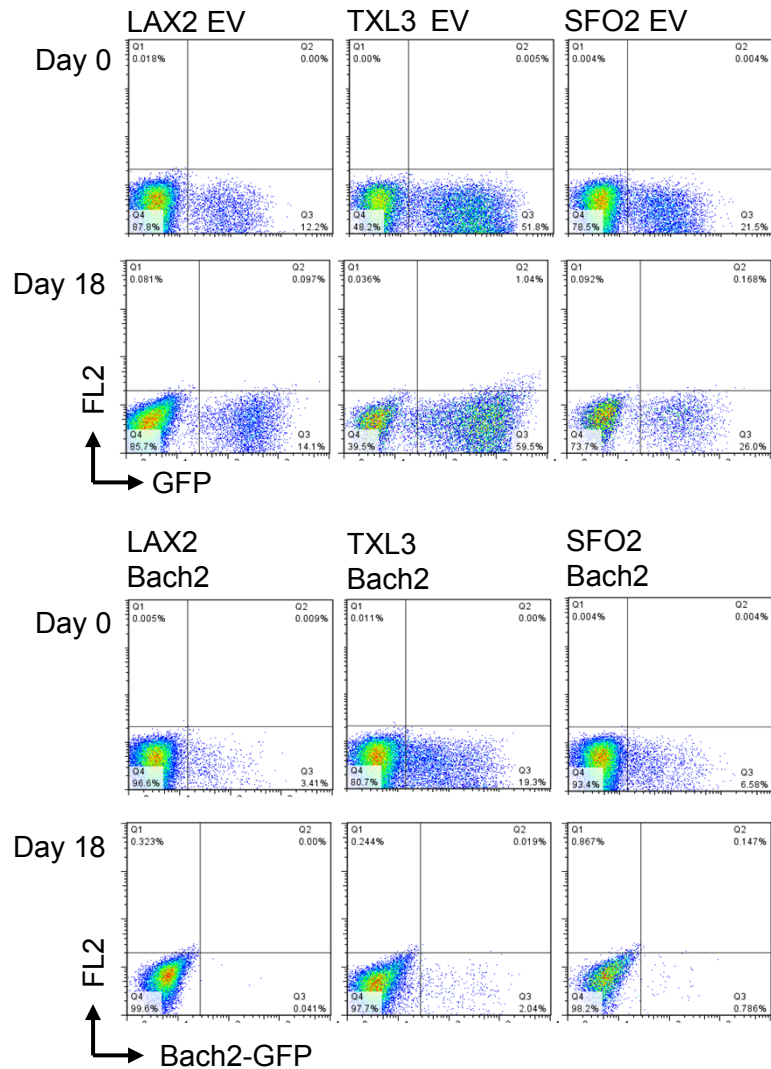 LAX2 EV
TXL3 EV
SFO2 EV
Day 0
Q1
0.018%
Q2
0.00%
Q4
87.8%
Q3
12.2%
Q1
0.00%
Q2
0.005%
Q4
48.2%
Q3
51.8%
Q1
0.004%
Q2
0.004%
Q4
78.5%
Q3
21.5%
Day 18
Q1
0.081%
Q2
0.097%
Q4
85.7%
Q3
14.1%
Q1
0.036%
Q2
1.04%
Q4
39.5%
Q3
59.5%
Q1
0.092%
Q2
0.168%
Q4
73.7%
Q3
26.0%
FL2
GFP
LAX2
Bach2
TXL3
Bach2
SFO2
Bach2
Day 0
Q1
0.005%
Q2
0.009%
Q4
96.6%
Q3
3.41%
Q1
0.011%
Q2
0.00%
Q4
80.7%
Q3
19.3%
Q1
0.004%
Q2
0.004%
Q4
93.4%
Q3
6.58%
Day 18
Q1
0.323%
Q2
0.00%
Q4
99.6%
Q3
0.041%
Q1
0.244%
Q2
0.019%
Q4
97.7%
Q3
2.04%
Q1
0.867%
Q2
0.147%
Q4
98.2%
Q3
0.786%
FL2
Bach2-GFP